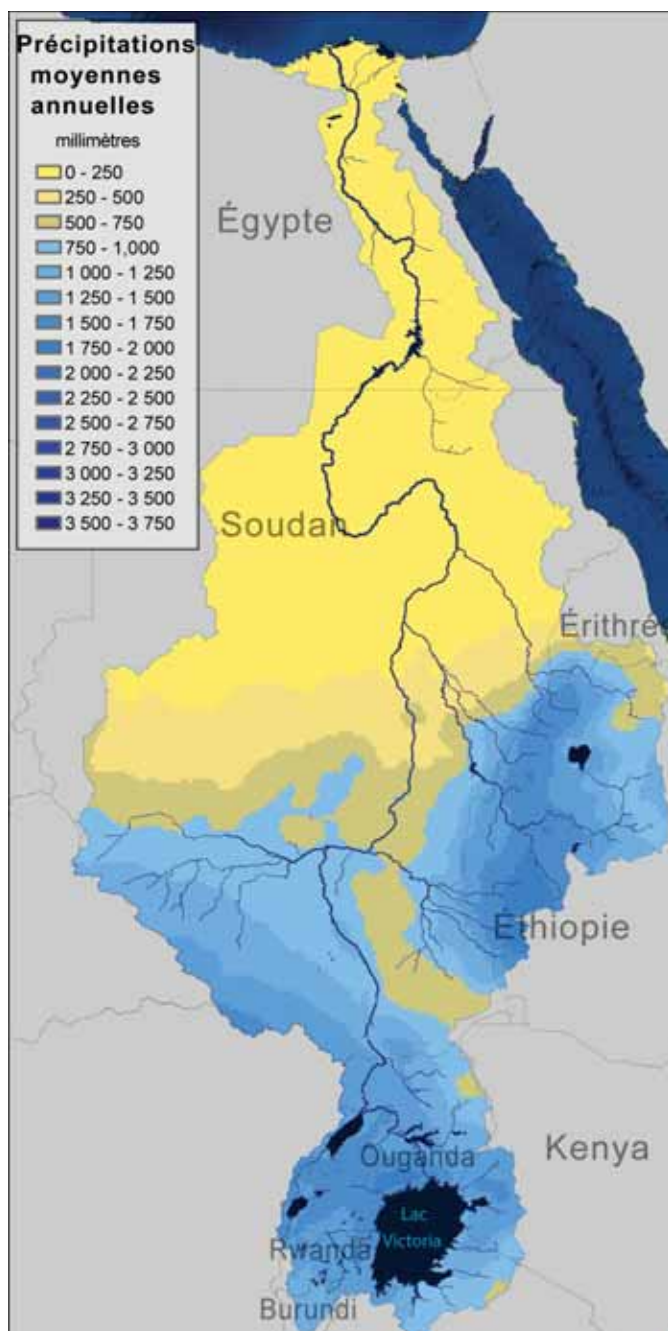 Précipitations
moyennes
annuelles
millimètres
0 - 250
250 - 500
500 - 750
750 - 1,000
1 000 - 1 250
1 250 - 1 500
1 500 - 1 750
1 750 - 2 000
2 000 - 2 250
2 250 - 2 500
2 500 - 2 750
2 750 - 3 000
3 000 - 3 250
3 250 - 3 500
3 500 - 3 750
Égypte
Soudan
Érithrée
Éthiopie
Kenya
Ouganda
Lac
Victoria
Rwanda
Burundi